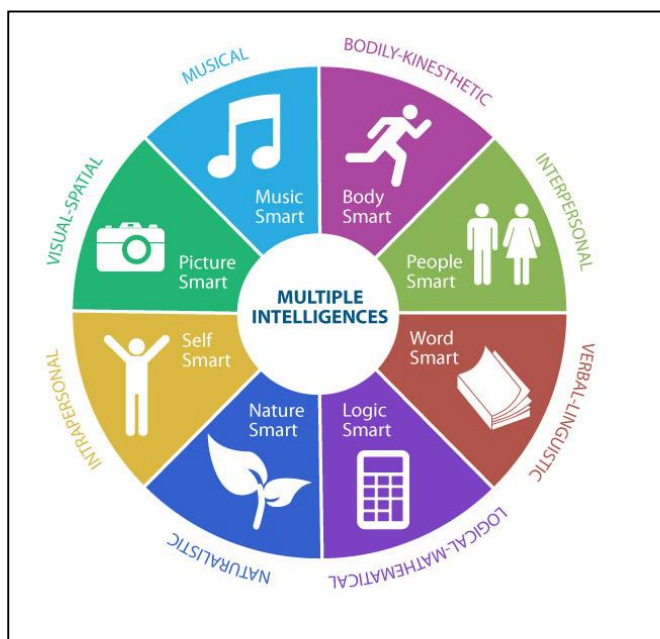 MUSICAL
BODILY-KINESTHETIC
VISUAL-SPATIAL
INTERPERSONAL
Music
Smart
Body
Smart
Picture
Smart
People
Smart
MULTIPLE
INTELLIGENCES
Self
Smart
Word
Smart
Nature
Smart
Logic
Smart
INTRAPERSONAL
VERBAL-LINGUISTIC
NATURALISTIC
LOGICAL-MATHEMATICAL